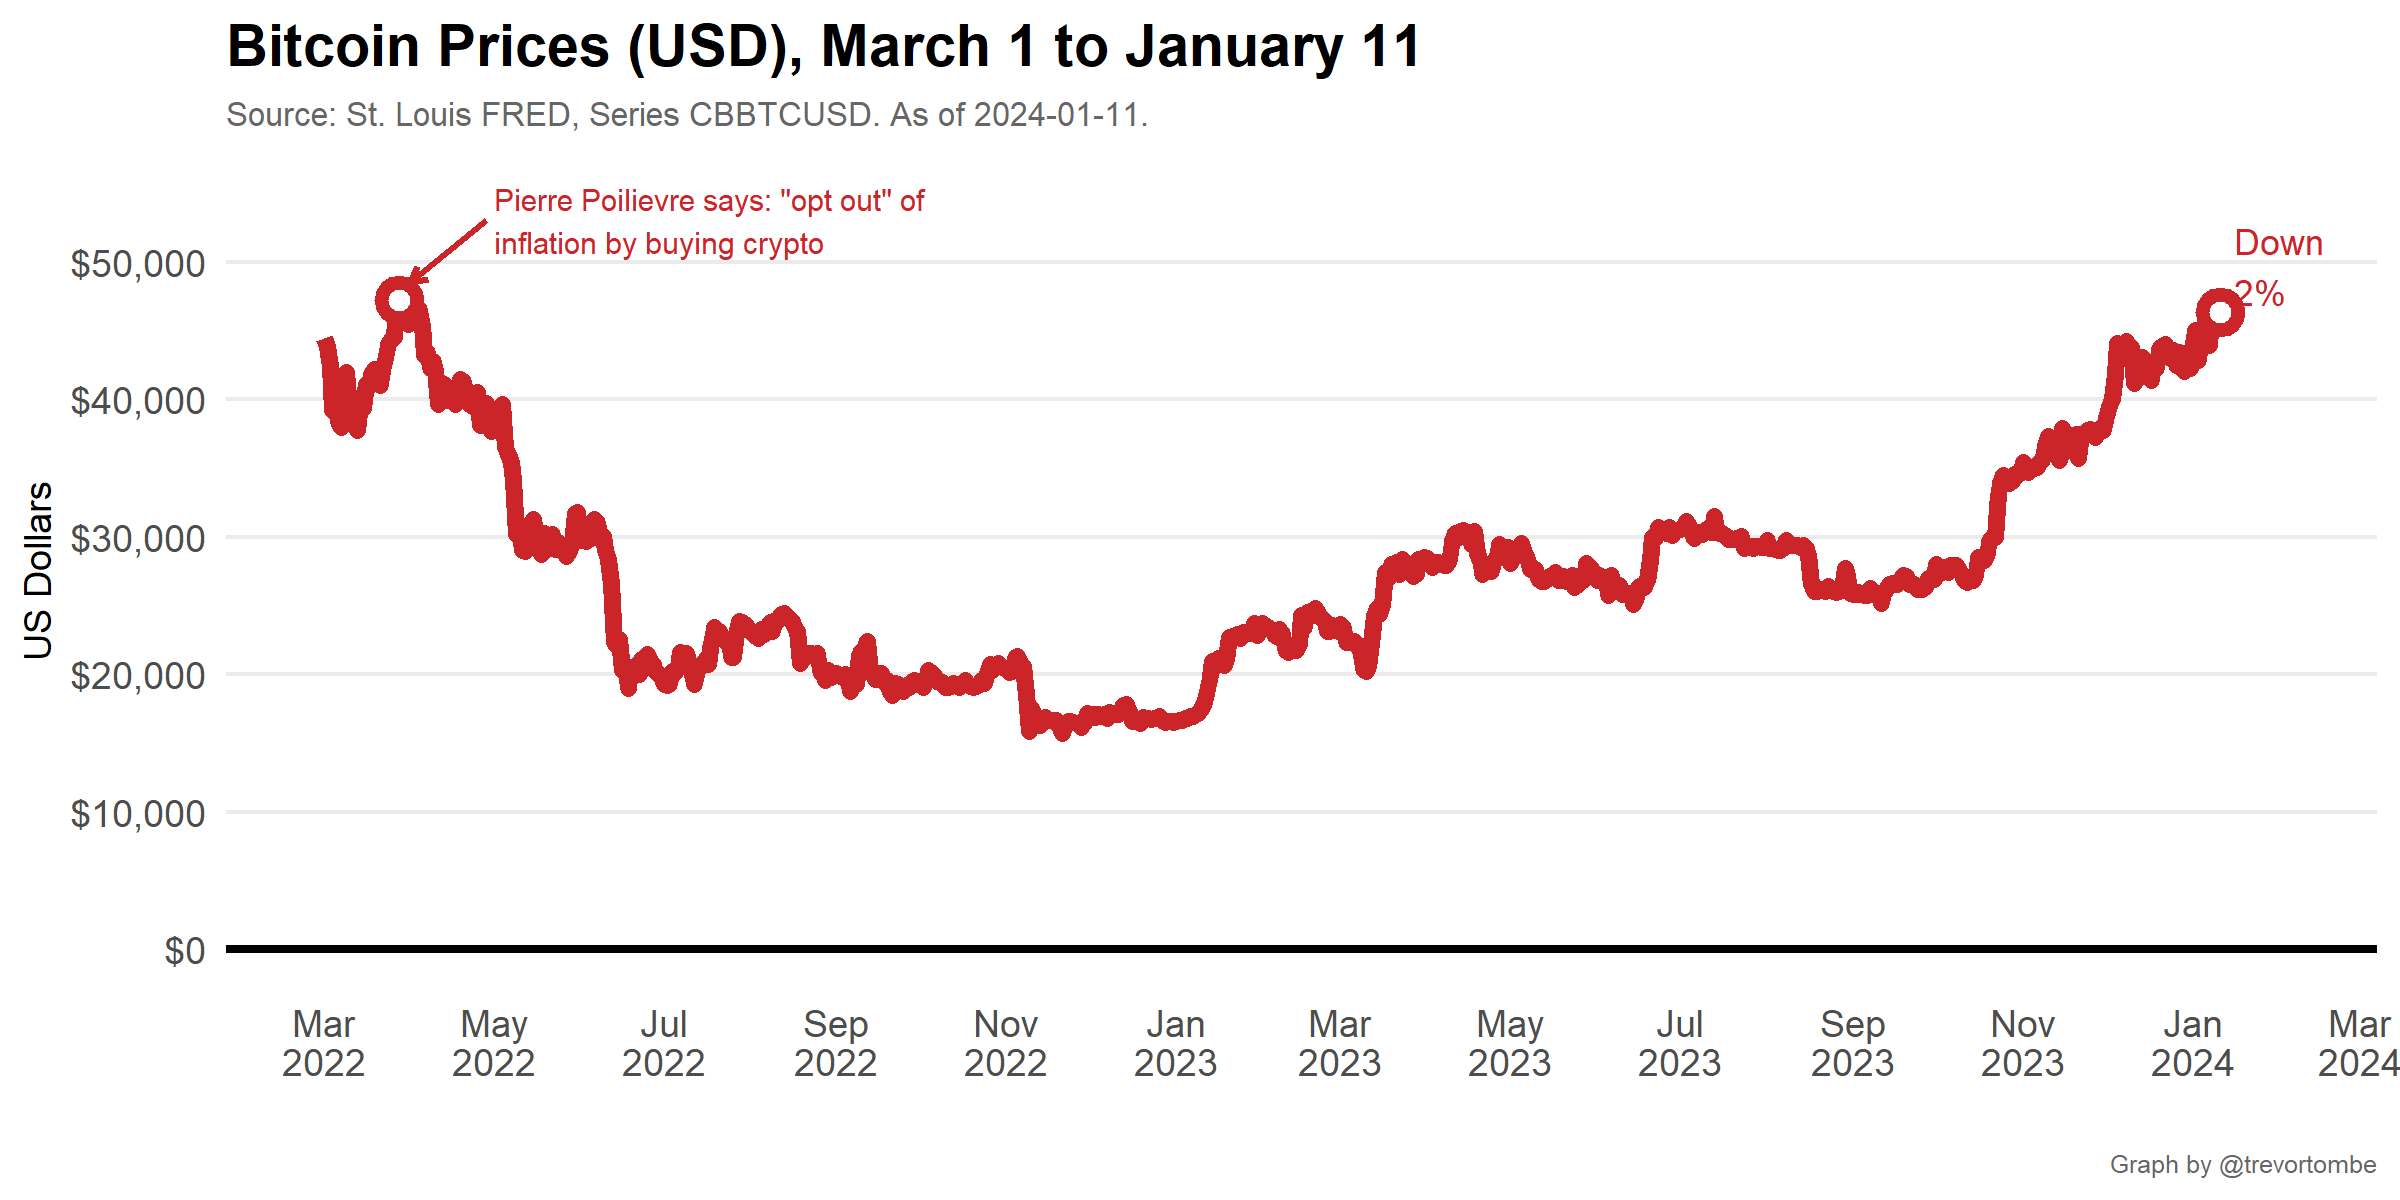 Bitcoin Prices (USD), March 1 to January 11
Source: St. Louis FRED, Series CBBTCUSD. As of 2024-01-11.
Pierre Poilievre says: "opt out" of
inflation by buying crypto
Down
2%
US Dollars
$50,000
$40,000
$30,000
$20,000
$10,000
$0
Mar May Jul Sep Nov Jan Mar May Jul Sep Nov Jan Mar
2022 2022 2022 2022 2022 2023 2023 2023 2023 2023 2023 2024 2024
Graph by @trevortombe